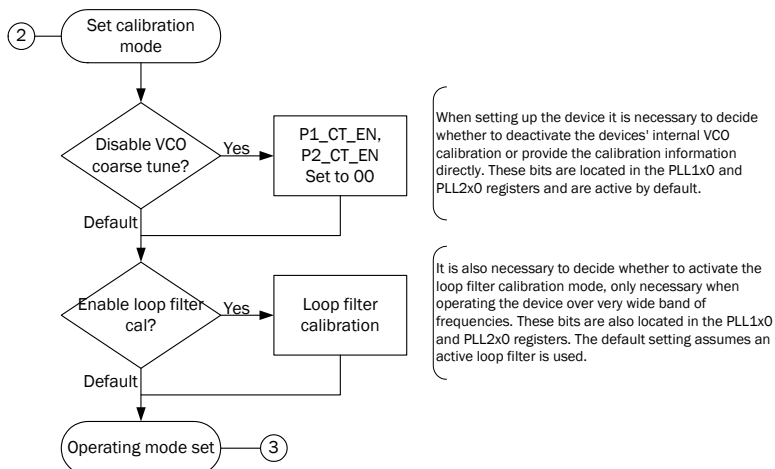 2
Set calibration
mode
Disable VCO
coarse tune?
Yes
P1_CT_EN,
P2_CT_EN
Set to 00
When setting up the device it is necessary to decide
whether to deactivate the devices' internal VCO
calibration or provide the calibration information
directly. These bits are located in the PLL1x0 and
PLL2x0 registers and are active by default.
Default
Enable loop filter
cal?
Yes
Loop filter
calibration
It is also necessary to decide whether to activate the
loop filter calibration mode, only necessary when
operating the device over very wide band of
frequencies. These bits are also located in the PLL1x0
and PLL2x0 registers. The default setting assumes an
active loop filter is used.
Default
Operating mode set
3